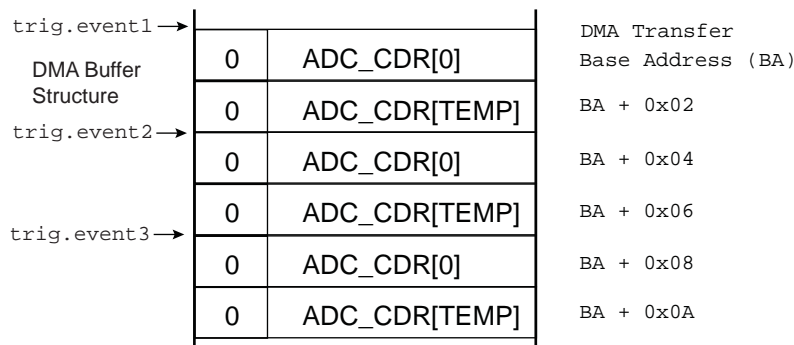 trig.event1
DMA Transfer
0 ADC_CDR[0] Base Address (BA)
DMA Buffer
Structure
0 ADC_CDR[TEMP] BA + 0x02
trig.event2
0 ADC_CDR[0] BA + 0x04
0 ADC_CDR[TEMP] BA + 0x06
trig.event3
0 ADC_CDR[0] BA + 0x08
0 ADC_CDR[TEMP] BA + 0x0A